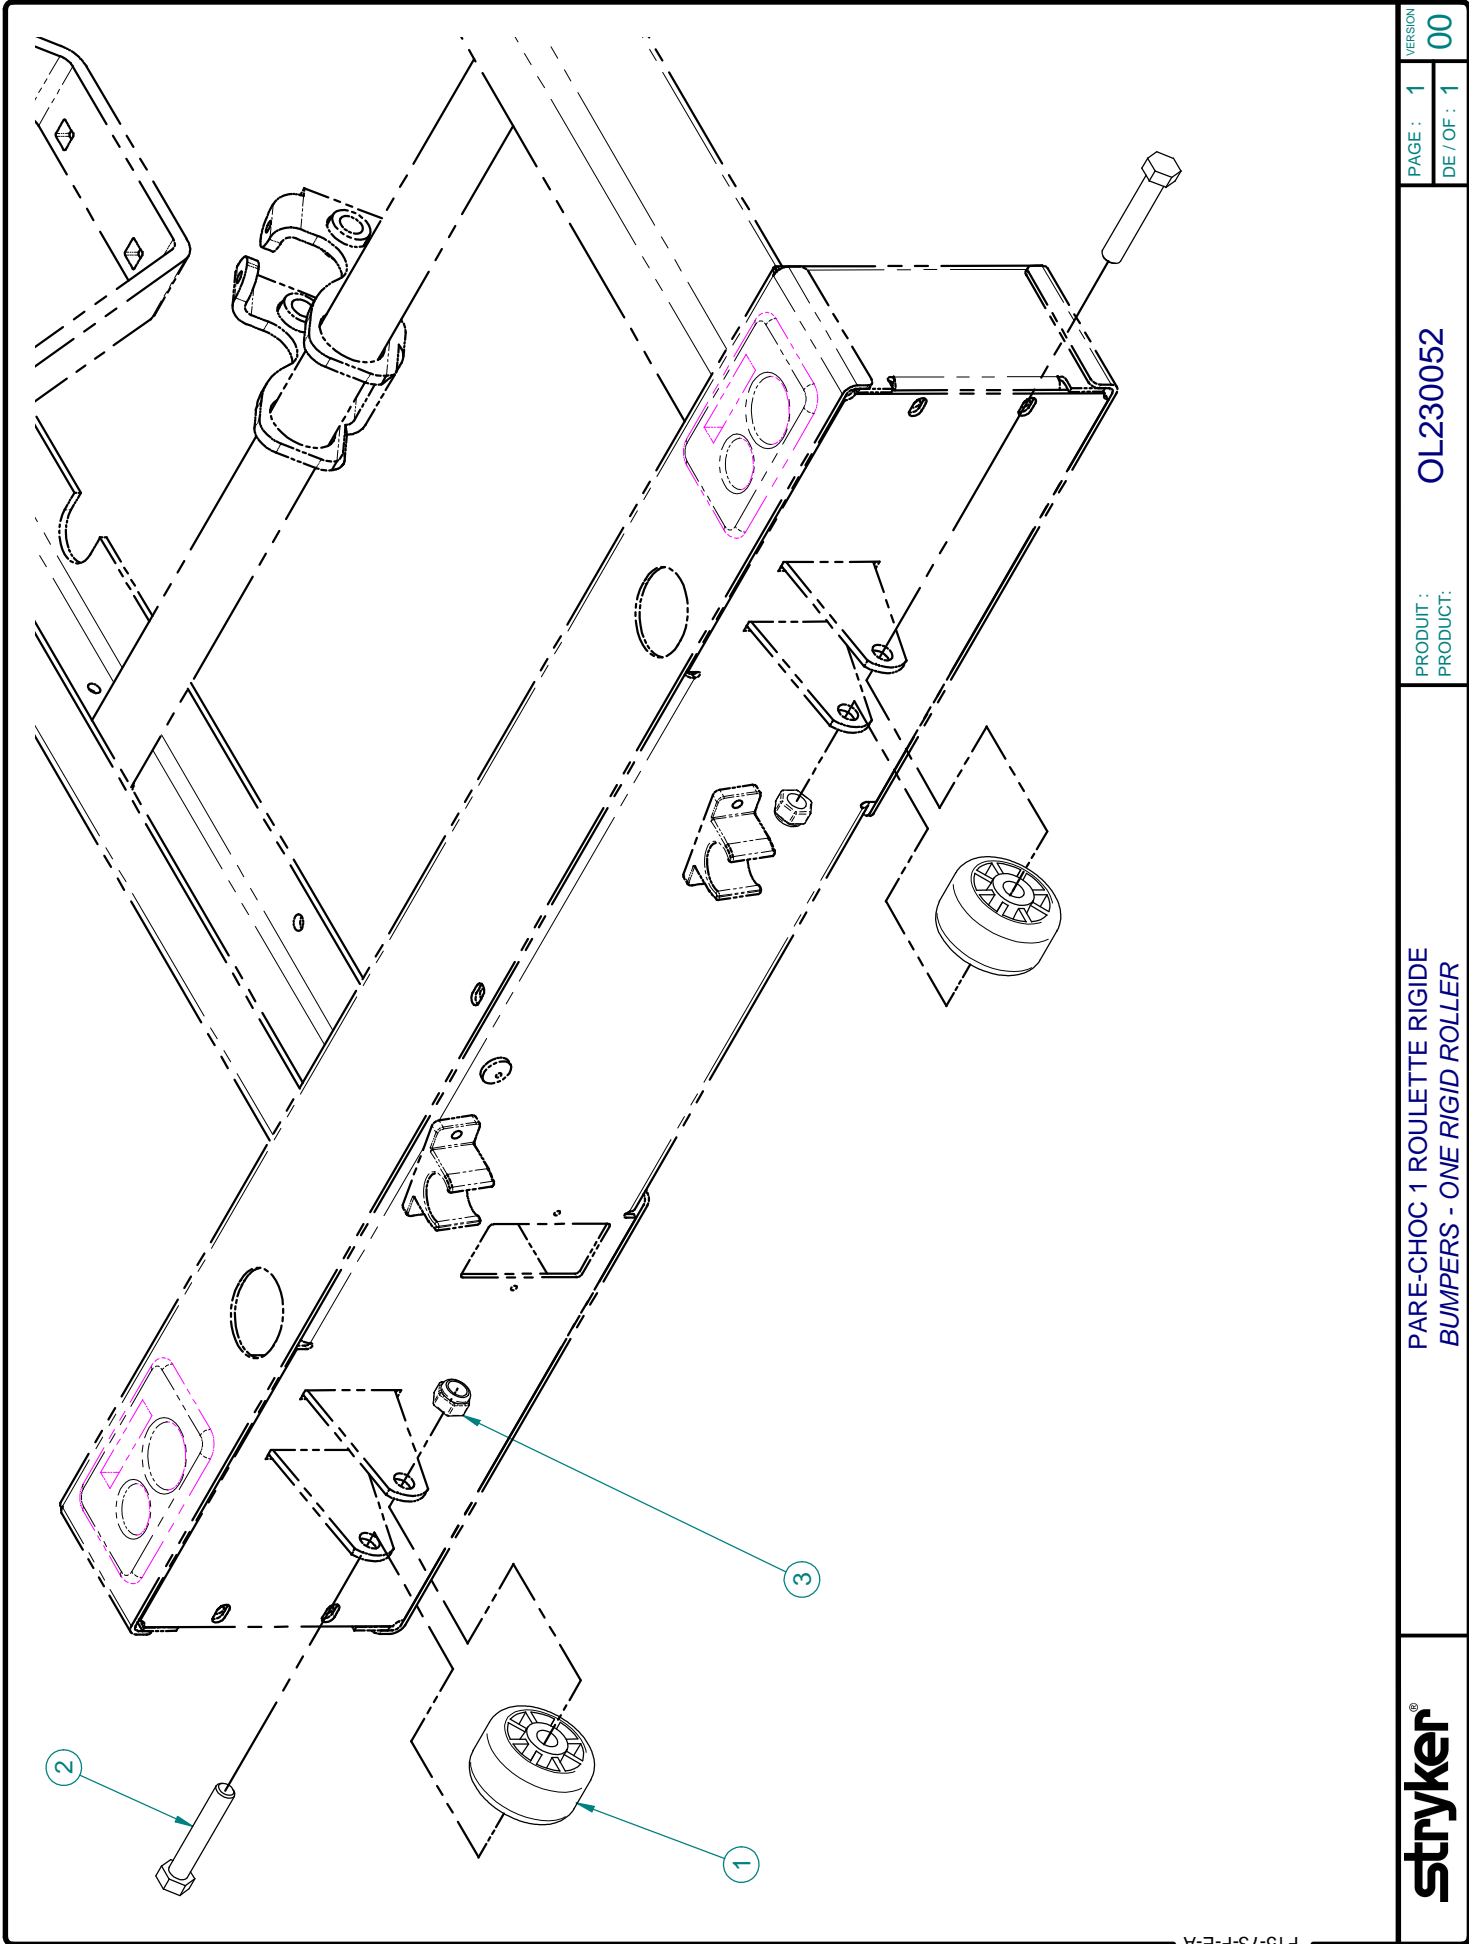 2
3
1
stryker®
PARE-CHOC 1 ROULETTE RIGIDE
BUMPERS - ONE RIGID ROLLER
PRODUIT :
PRODUCT:
OL230052
PAGE : 1
DE / OF : 1
VERSION
00